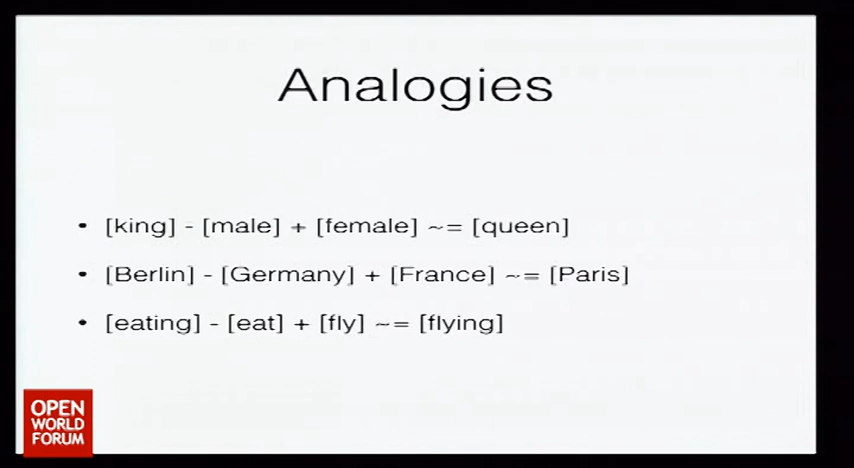 Analogies
• [king] - [male] + [female] ~= [queen]
• [Berlin] - [Germany] + [France] ~= [Paris]
• [eating] - [eat] + [fly] ~= [flying]
OPEN
WORLD
FORUM